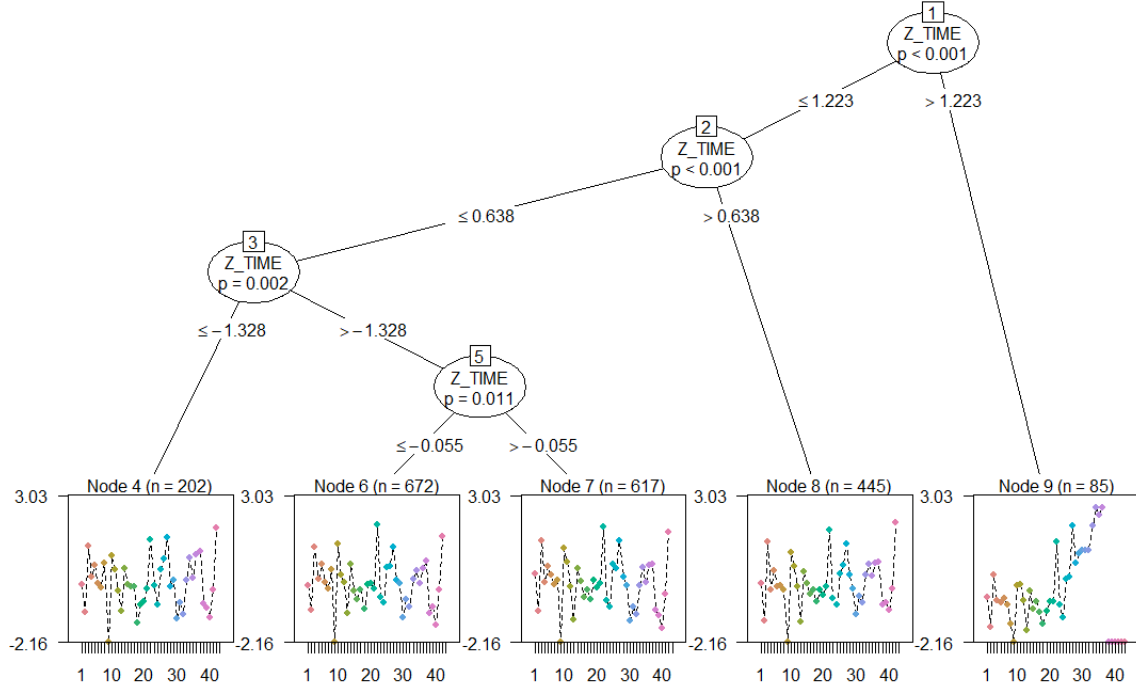 1
Z_TIME
p < 0.001
≤ 1.223
> 1.223
2
Z_TIME
p < 0.001
≤ 0.638
> 0.638
3
Z_TIME
p = 0.002
≤ −1.328
> −1.328
5
Z_TIME
p = 0.011
≤ −0.055
> −0.055
Node 4 (n = 202)
3.03
-2.16
1 10 20 30 40
Node 6 (n = 672)
3.03
-2.16
1 10 20 30 40
Node 7 (n = 617)
3.03
-2.16
1 10 20 30 40
Node 8 (n = 445)
3.03
-2.16
1 10 20 30 40
Node 9 (n = 85)
3.03
-2.16
1 10 20 30 40